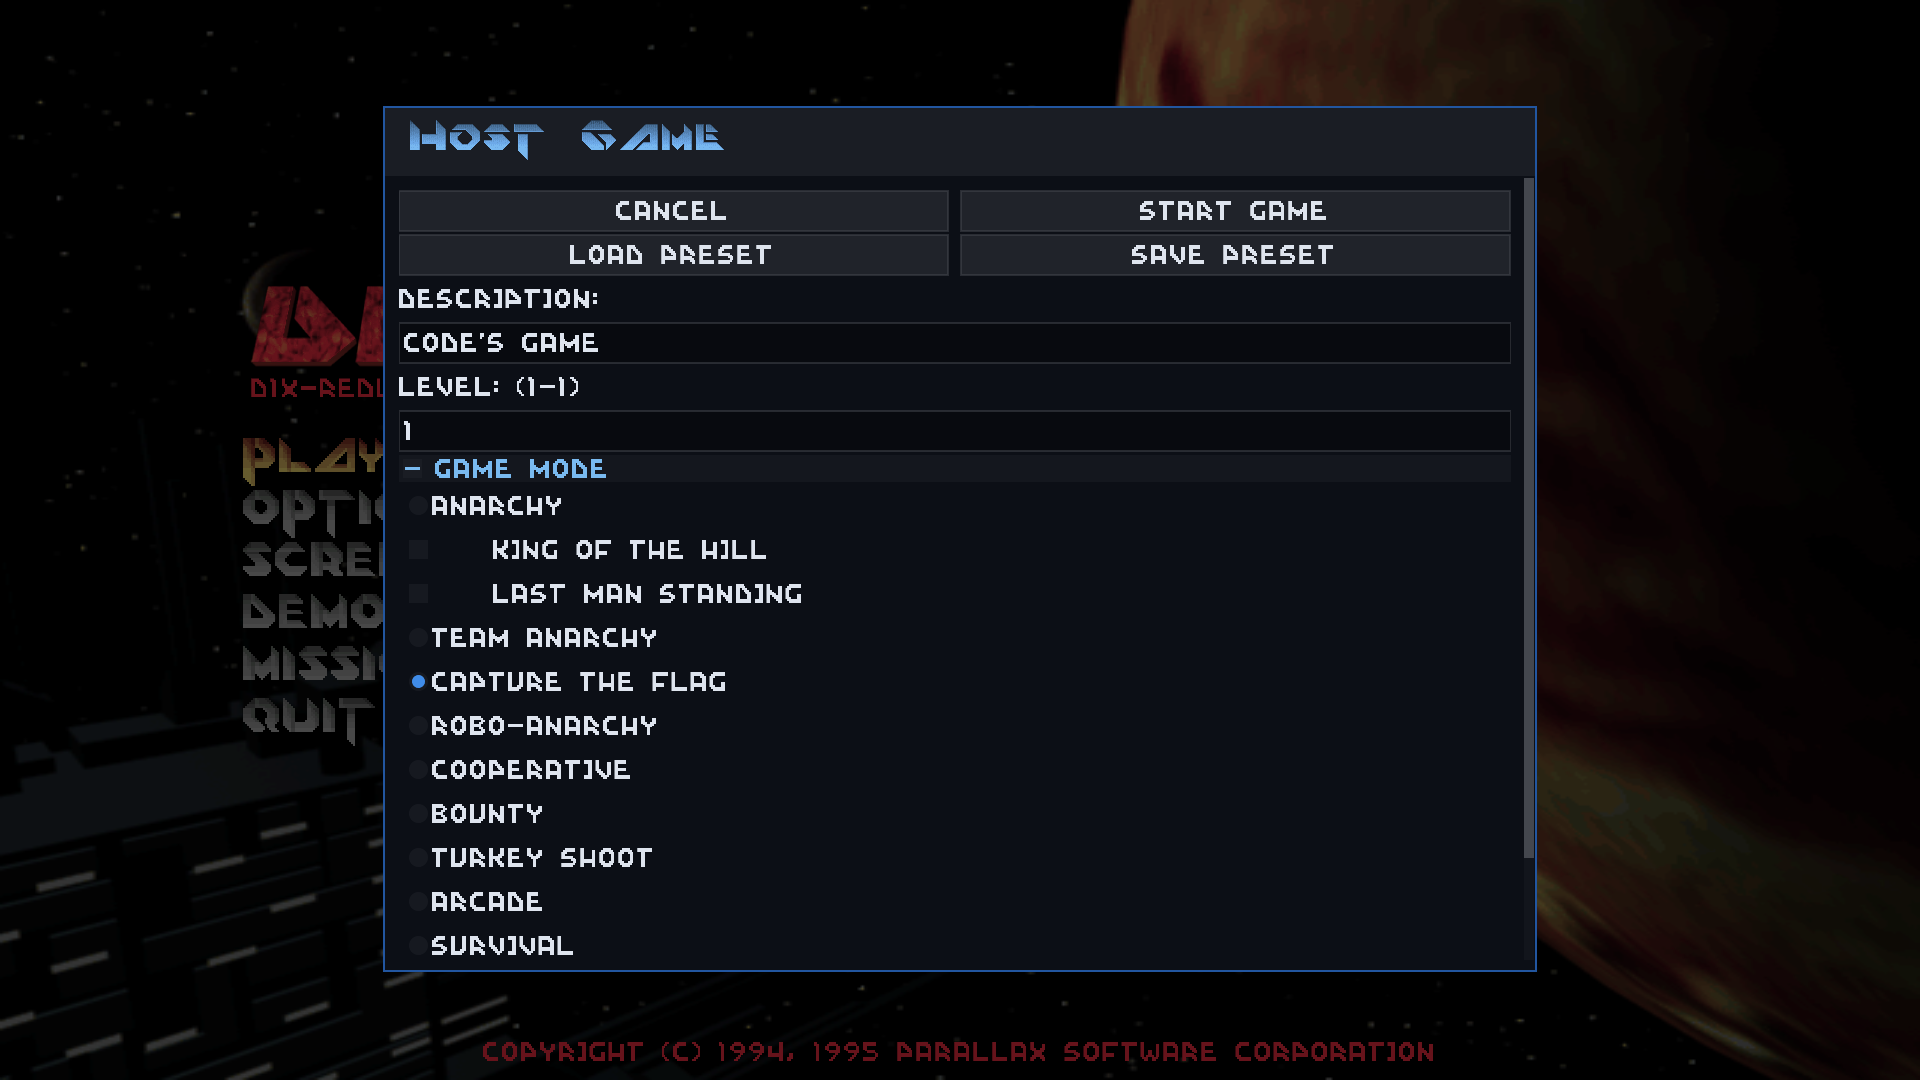 HOST GAME
CANCEL
START GAME
LOAD PRESET
SAVE PRESET
DESCRIPTION:
CODE'S GAME
LEVEL: (1-1)
1
- GAME MODE
ANARCHY
KING OF THE HILL
LAST MAN STANDING
TEAM ANARCHY
CAPTURE THE FLAG
ROBO-ANARCHY
COOPERATIVE
BOUNTY
TURKEY SHOOT
ARCADE
SURVIVAL
PLAY
QUIT
COPYRIGHT (C) 1994, 1995 PARALLAX SOFTWARE CORPORATION